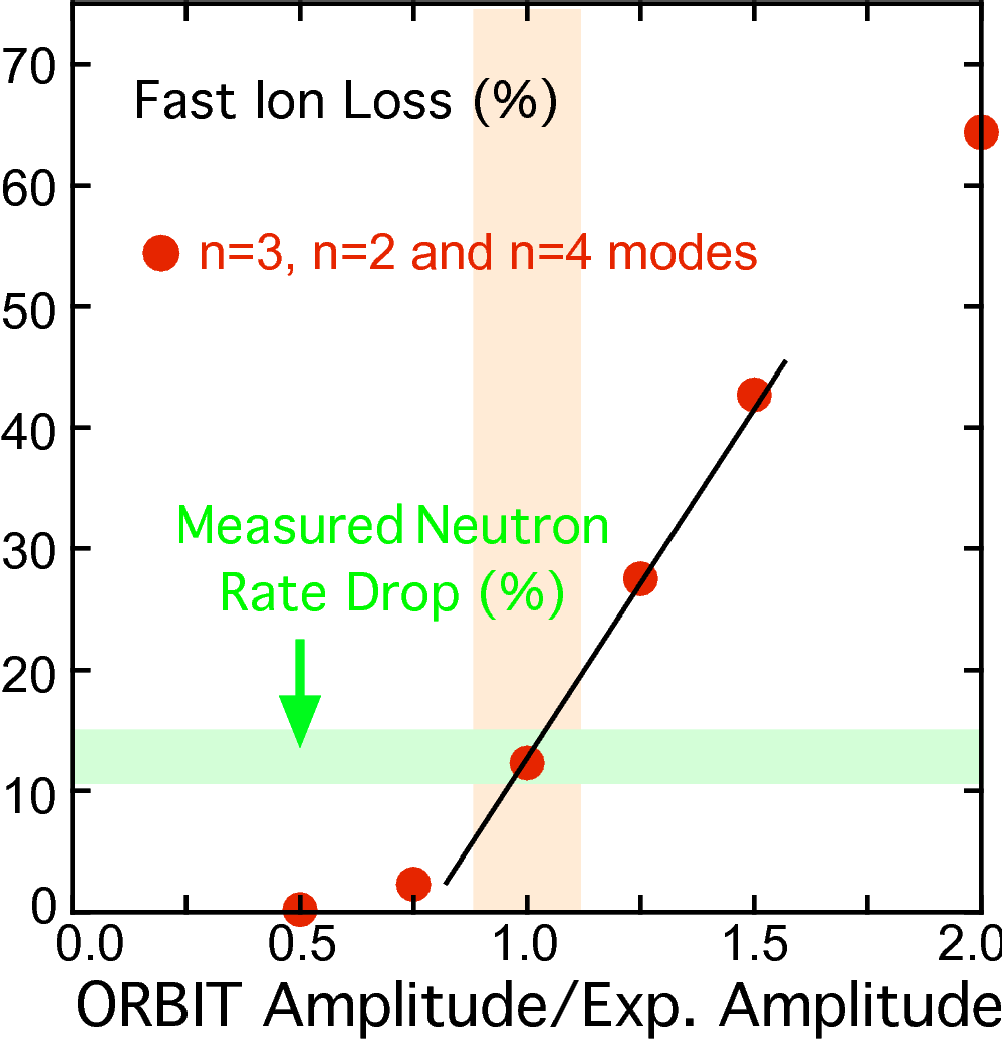 70
Fast Ion Loss (%)
60
n=3, n=2 and n=4 modes
50
40
Measured Neutron
30
Rate Drop (%)
20
10
0
0.0 0.5 1.0 1.5 2.0
ORBIT Amplitude/Exp. Amplitude